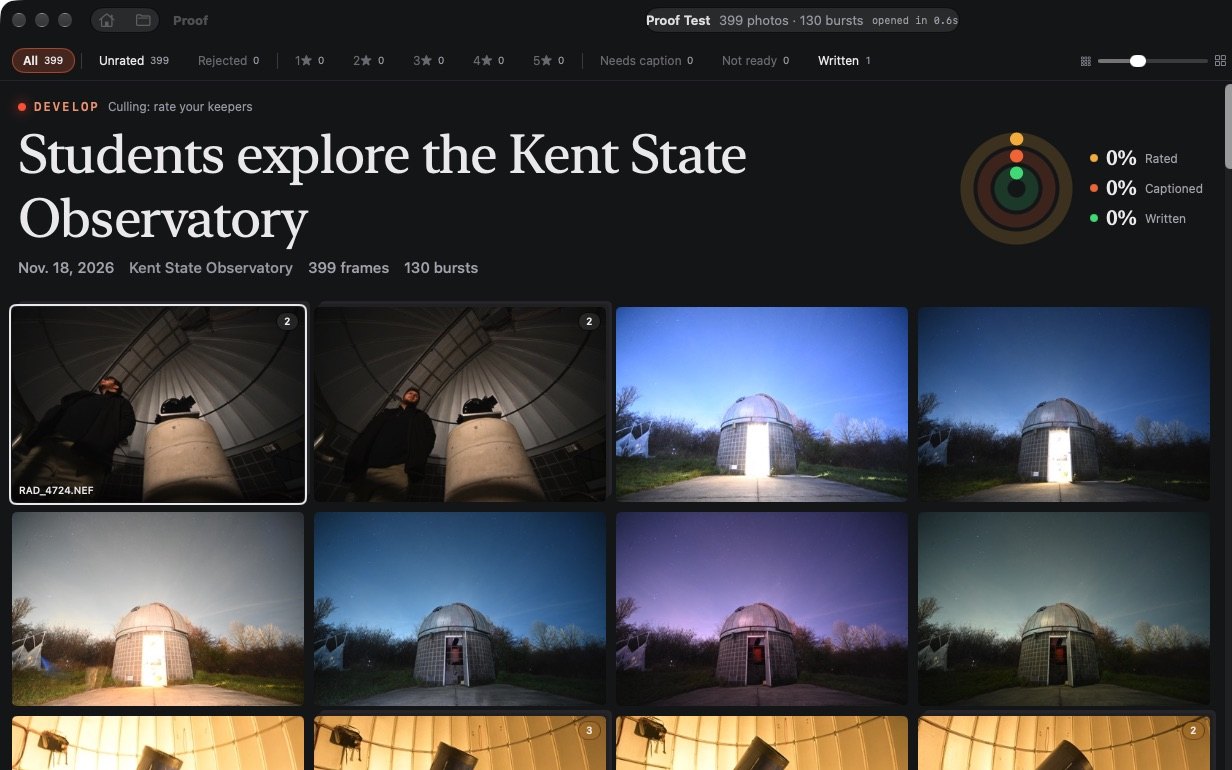 Proof
Proof Test 399 photos · 130 bursts opened in 0.6s
All 399 Unrated 399 Rejected 0 1★ 0 2★ 0 3★ 0 4★ 0 5★ 0 Needs caption 0 Not ready 0 Written 1
DEVELOP Culling: rate your keepers
Students explore the Kent State
Observatory
Nov. 18, 2026 Kent State Observatory 399 frames 130 bursts
0% Rated
0% Captioned
0% Written
2
2
RAD_4724.NEF
3
2